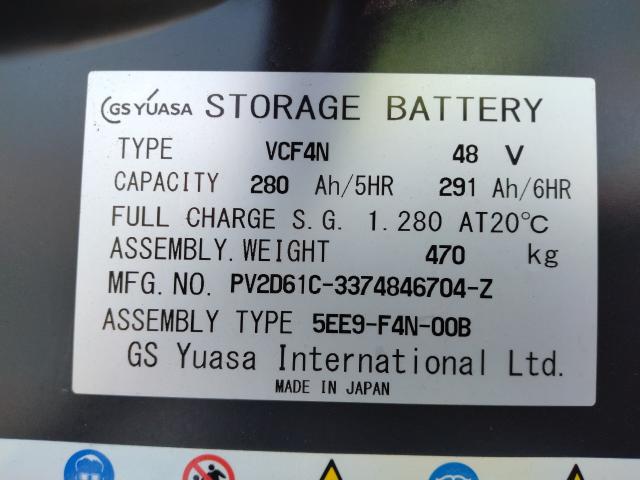 GS YUASA STORAGE BATTERY
TYPE VCF4N 48 V
CAPACITY 280 Ah/5HR 291 Ah/6HR
FULL CHARGE S.G. 1.280 AT20℃
ASSEMBLY.WEIGHT 470 kg
MFG.NO. PV2D61C-3374846704-Z
ASSEMBLY TYPE 5EE9-F4N-00B
GS Yuasa International Ltd.
MADE IN JAPAN